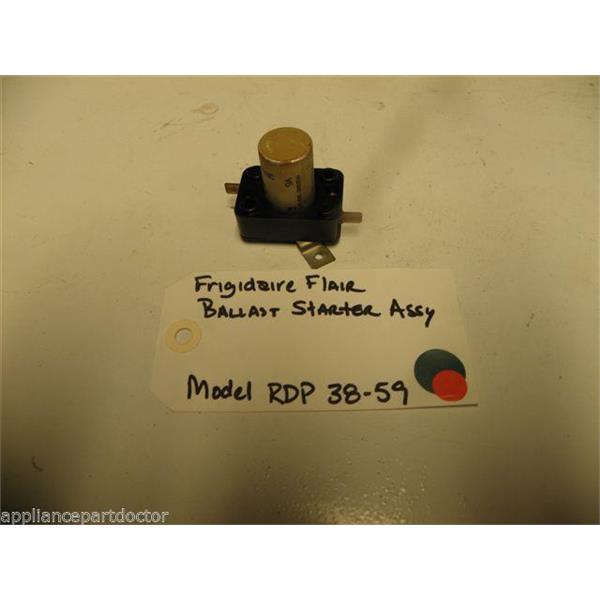 Frigidaire Flair
Ballast Starter Assy
Model RDP 38-59
appliancepartdoctor